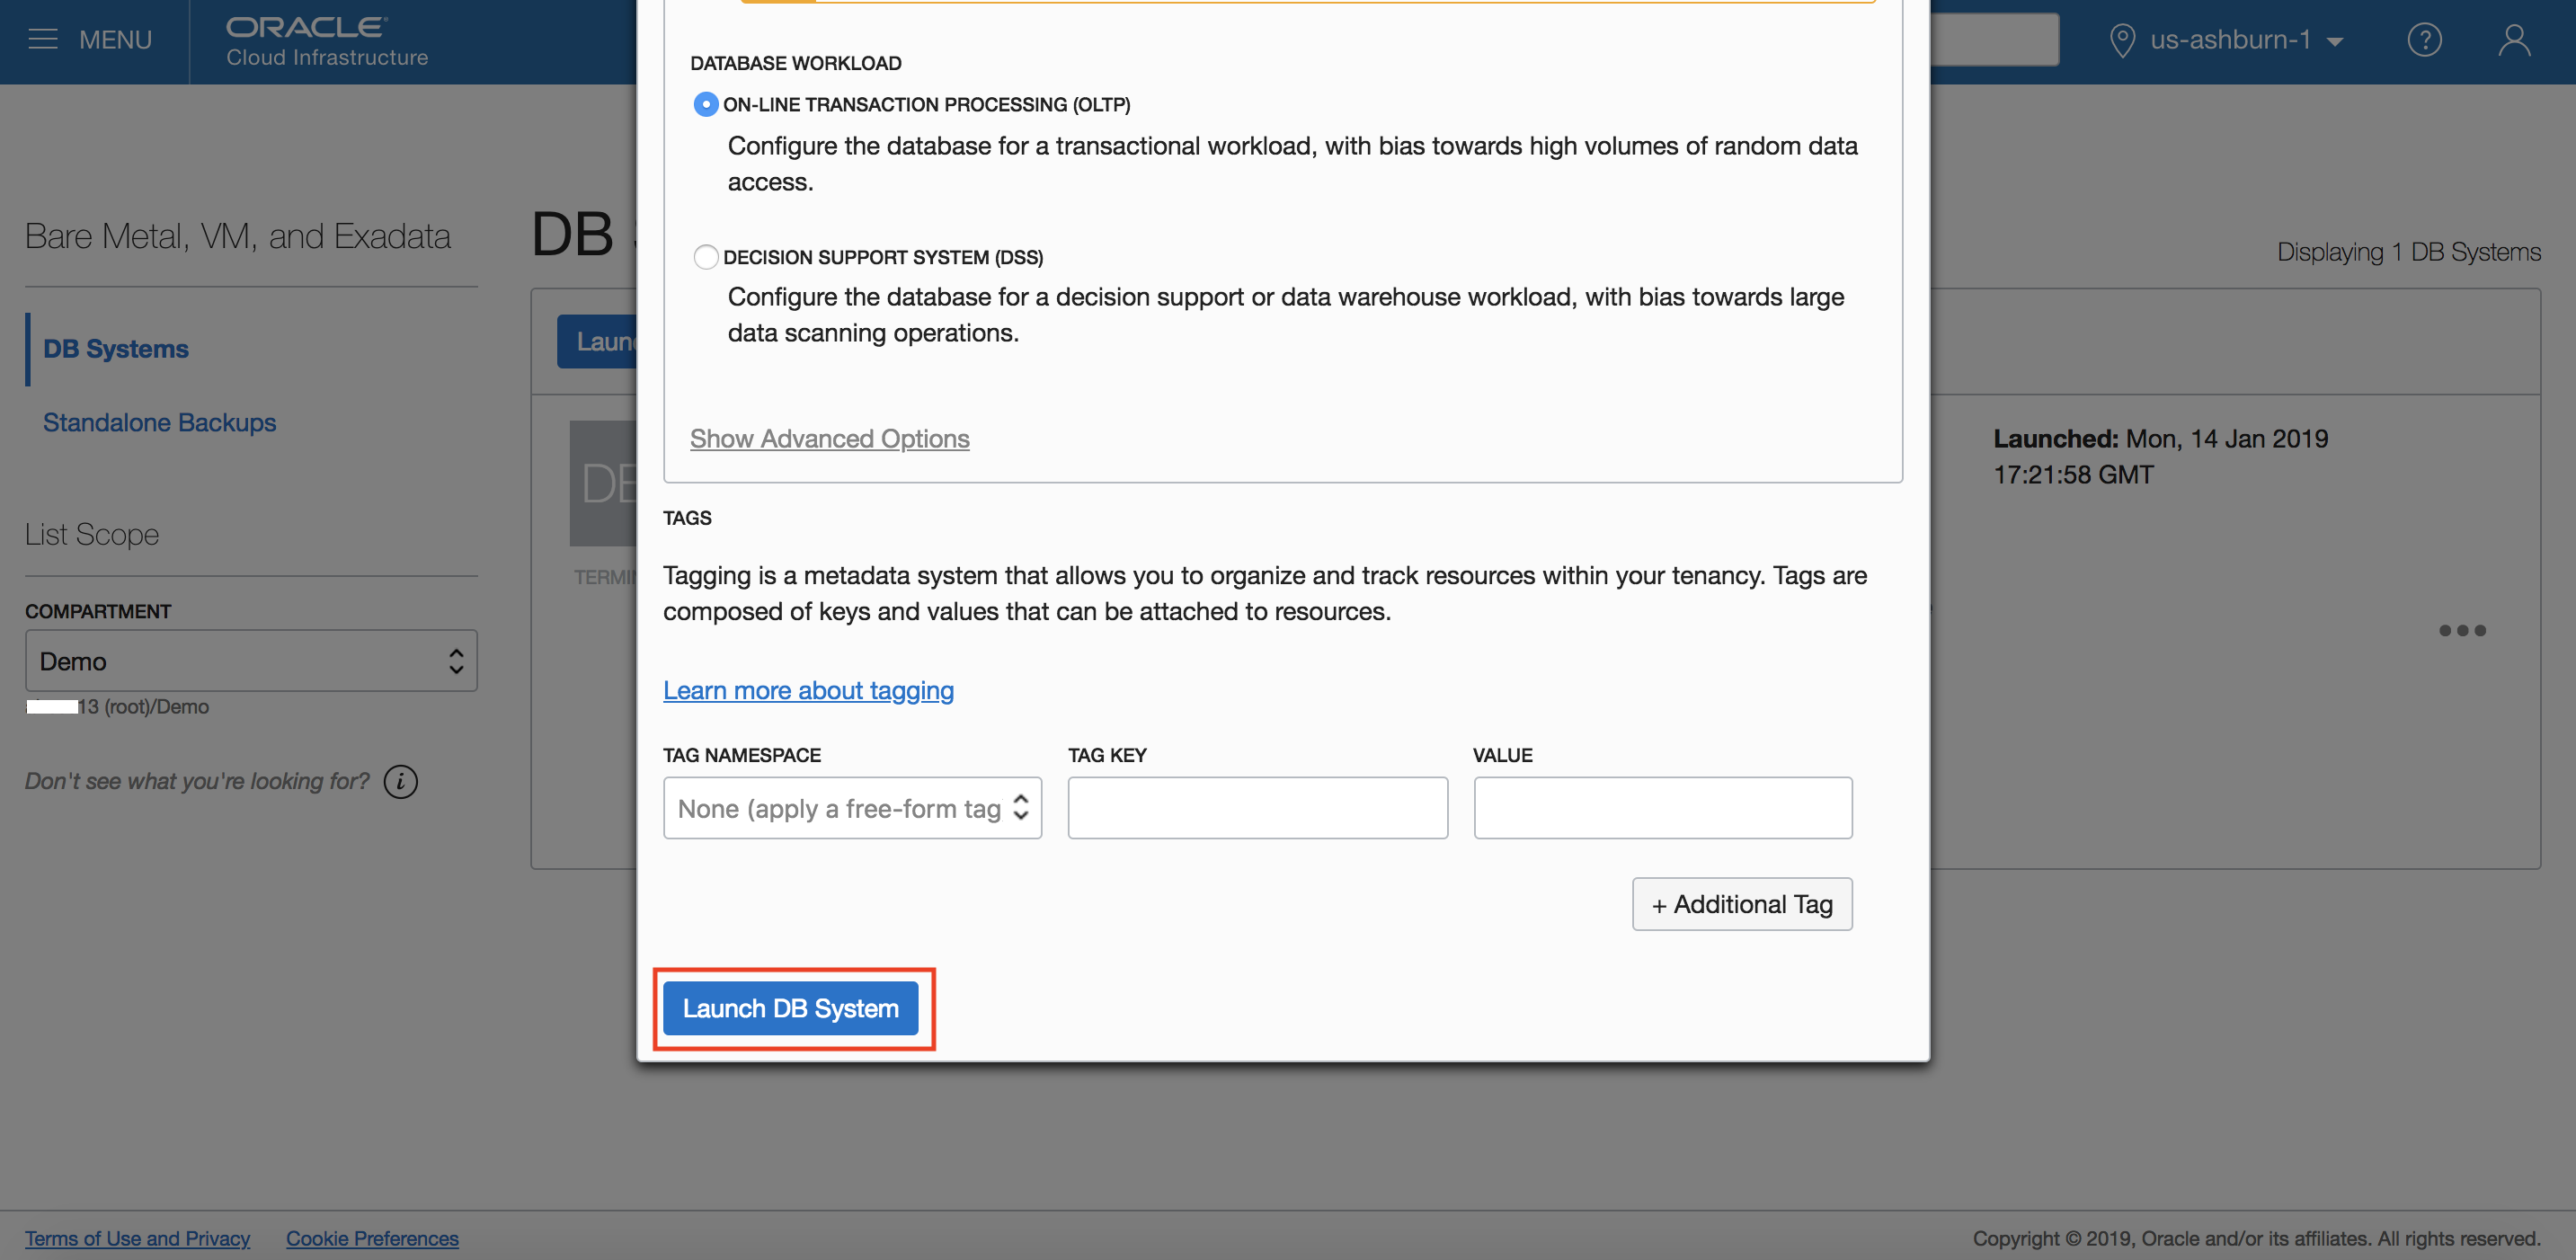 MENU
ORACLE
Cloud Infrastructure
us-ashburn-1
Bare Metal, VM, and Exadata
DB Systems
Standalone Backups
List Scope
COMPARTMENT
Demo
13 (root)/Demo
Don't see what you're looking for?
DB
Displaying 1 DB Systems
Launched: Mon, 14 Jan 2019
17:21:58 GMT
DATABASE WORKLOAD
ON-LINE TRANSACTION PROCESSING (OLTP)
Configure the database for a transactional workload, with bias towards high volumes of random data
access.
DECISION SUPPORT SYSTEM (DSS)
Configure the database for a decision support or data warehouse workload, with bias towards large
data scanning operations.
Show Advanced Options
TAGS
Tagging is a metadata system that allows you to organize and track resources within your tenancy. Tags are
composed of keys and values that can be attached to resources.
Learn more about tagging
TAG NAMESPACE
TAG KEY
VALUE
None (apply a free-form tag
+ Additional Tag
Launch DB System
Terms of Use and Privacy
Cookie Preferences
Copyright © 2019, Oracle and/or its affiliates. All rights reserved.